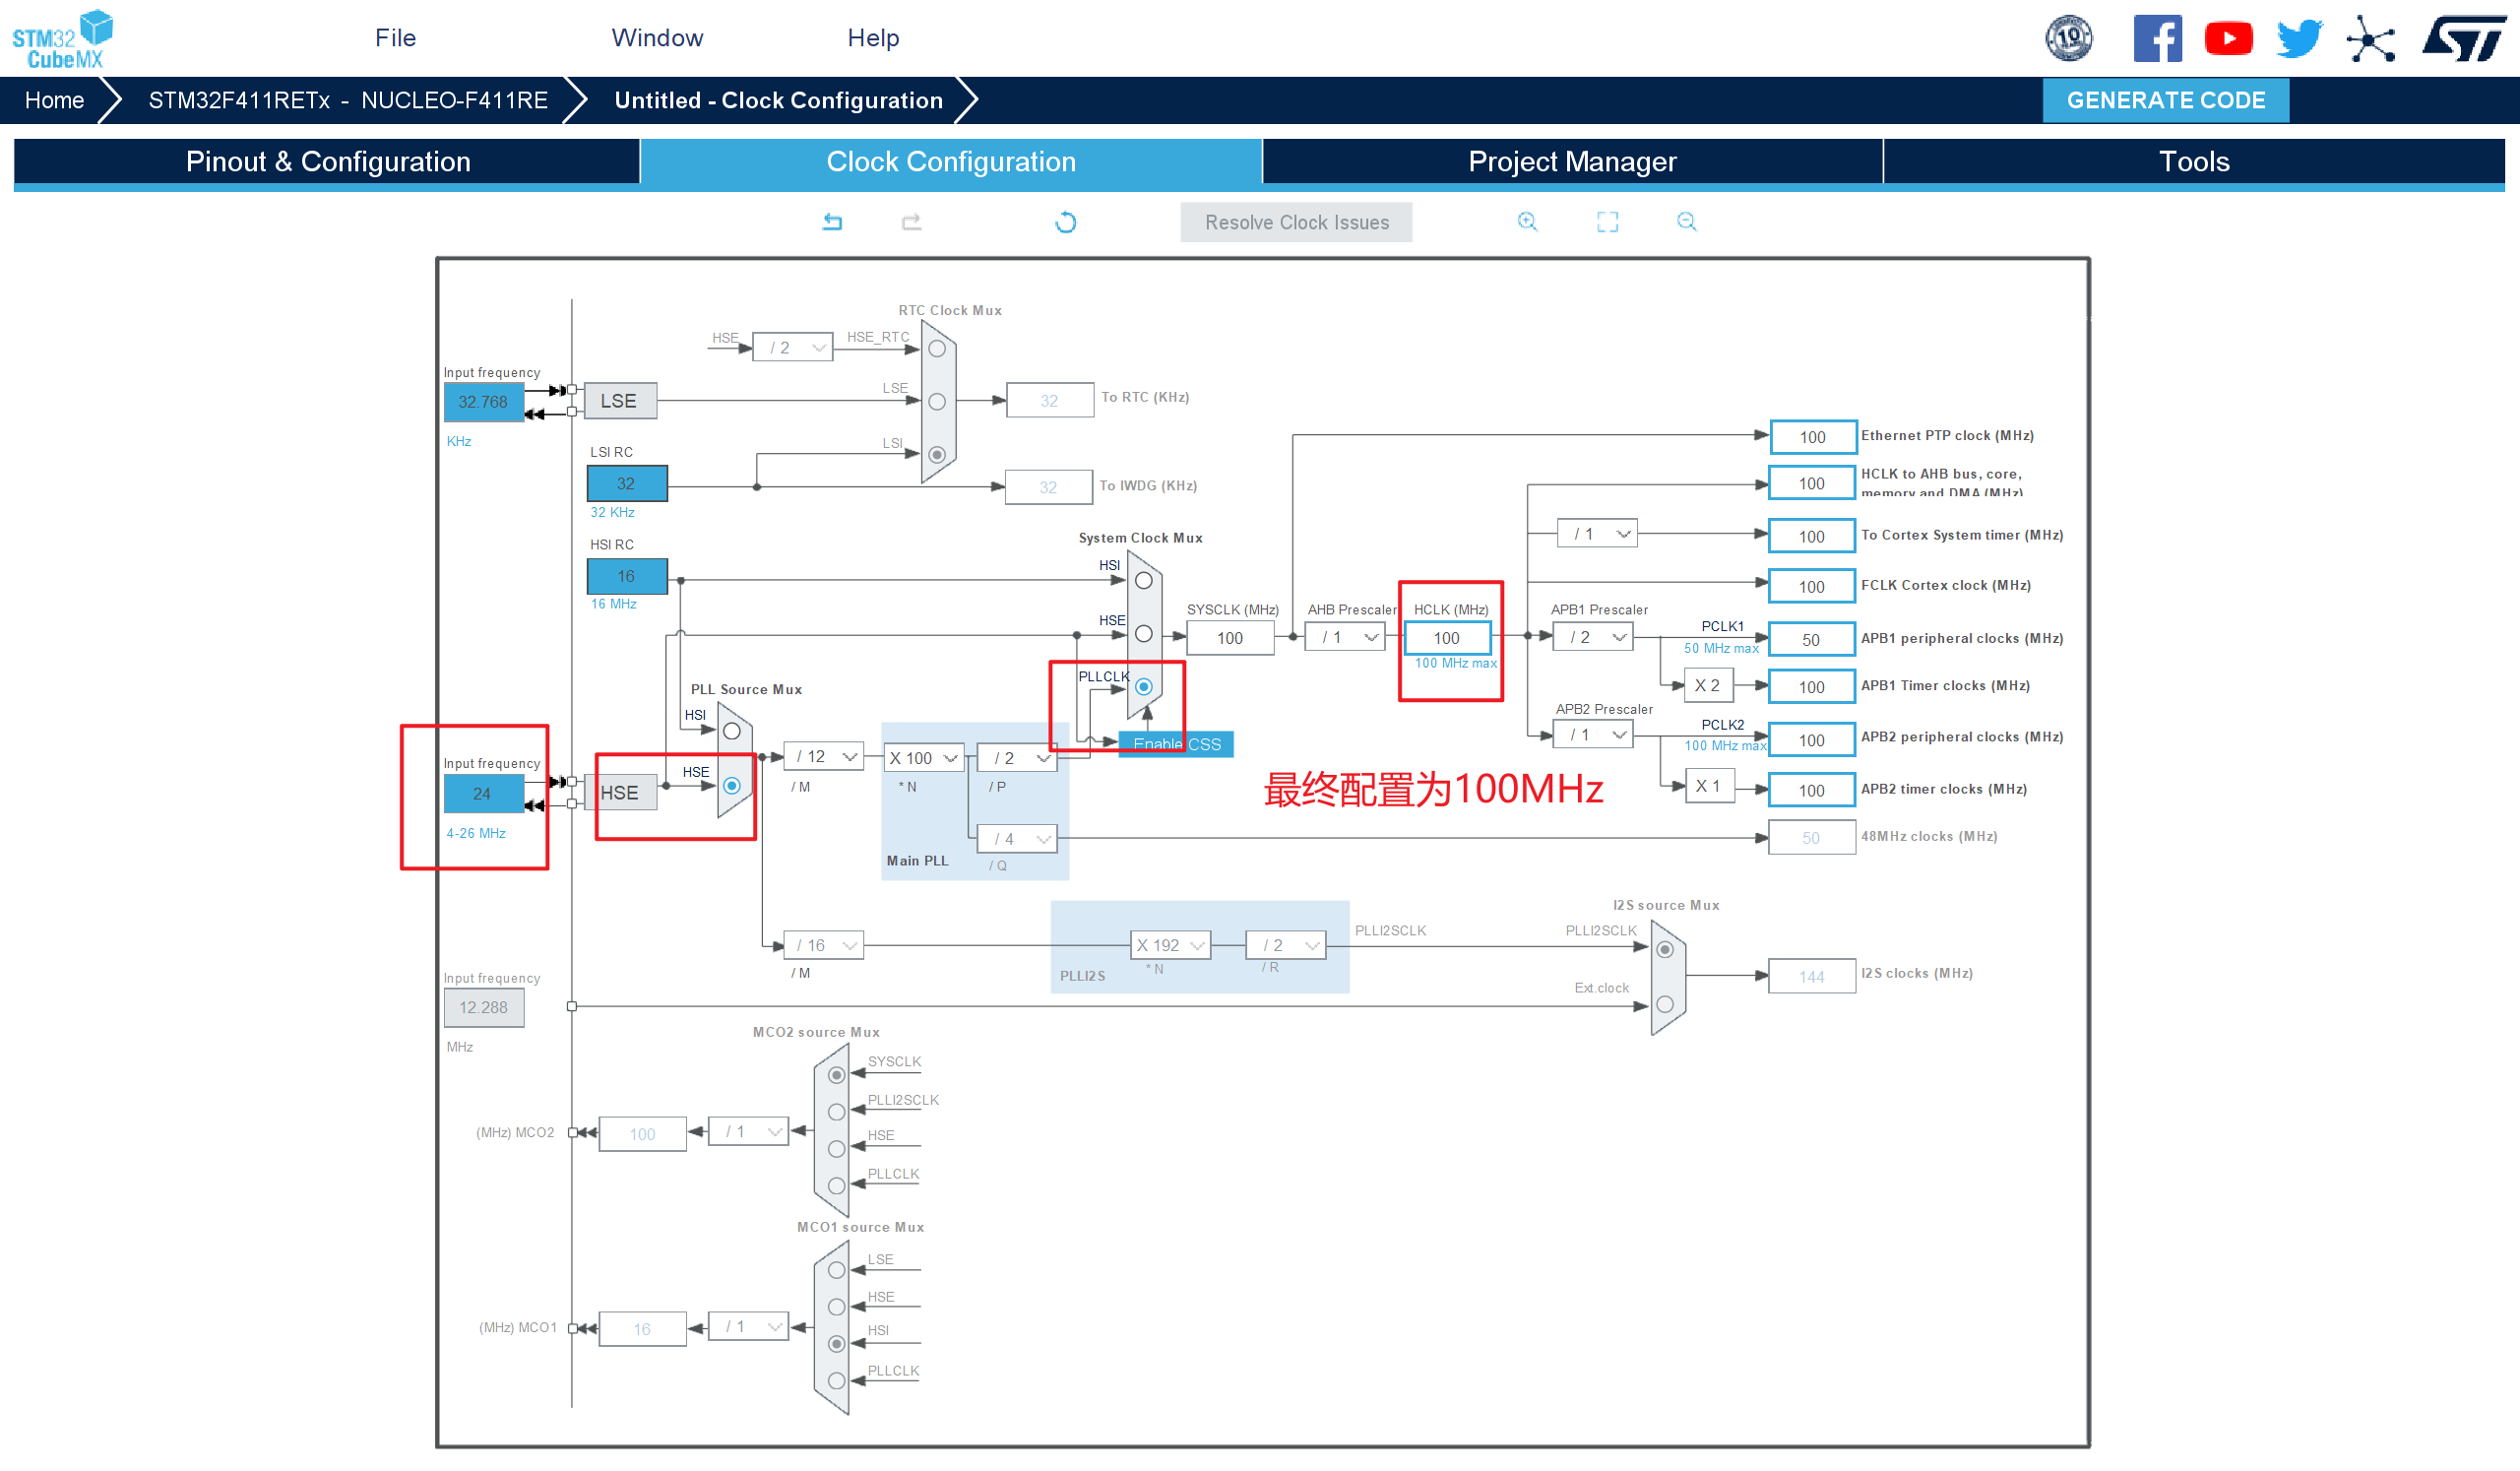 STM32
CubeMX
File
Window
Help
10
ST
Home
STM32F411RETx - NUCLEO-F411RE
Untitled - Clock Configuration
GENERATE CODE
Pinout & Configuration
Clock Configuration
Project Manager
Tools
Resolve Clock Issues
RTC Clock Mux
HSE
/ 2
HSE_RTC
Input frequency
32.768
KHz
LSE
LSE
32
To RTC (KHz)
LSI RC
32
32 KHz
LSI
32
To IWDG (KHz)
100
Ethernet PTP clock (MHz)
100
HCLK to AHB bus, core,
memory and DMA (MHz)
/ 1
100
To Cortex System timer (MHz)
100
FCLK Cortex clock (MHz)
HSI RC
16
16 MHz
System Clock Mux
HSI
HSE
PLLCLK
Enable CSS
SYSCLK (MHz)
100
AHB Prescaler
/ 1
HCLK (MHz)
100
100 MHz max
APB1 Prescaler
/ 2
PCLK1
50 MHz max
50
APB1 peripheral clocks (MHz)
X 2
100
APB1 Timer clocks (MHz)
APB2 Prescaler
/ 1
PCLK2
100 MHz max
100
APB2 peripheral clocks (MHz)
X 1
100
APB2 timer clocks (MHz)
最终配置为100MHz
PLL Source Mux
HSI
HSE
Input frequency
24
4-26 MHz
HSE
/ 12
/ M
X 100
* N
/ 2
/ P
/ 4
/ Q
Main PLL
50
48MHz clocks (MHz)
/ 16
/ M
X 192
* N
/ 2
/ R
PLLI2S
PLLI2SCLK
I2S source Mux
PLLI2SCLK
Ext.clock
144
I2S clocks (MHz)
Input frequency
12.288
MHz
MCO2 source Mux
SYSCLK
PLLI2SCLK
HSE
PLLCLK
(MHz) MCO2
100
/ 1
MCO1 source Mux
LSE
HSE
HSI
PLLCLK
(MHz) MCO1
16
/ 1